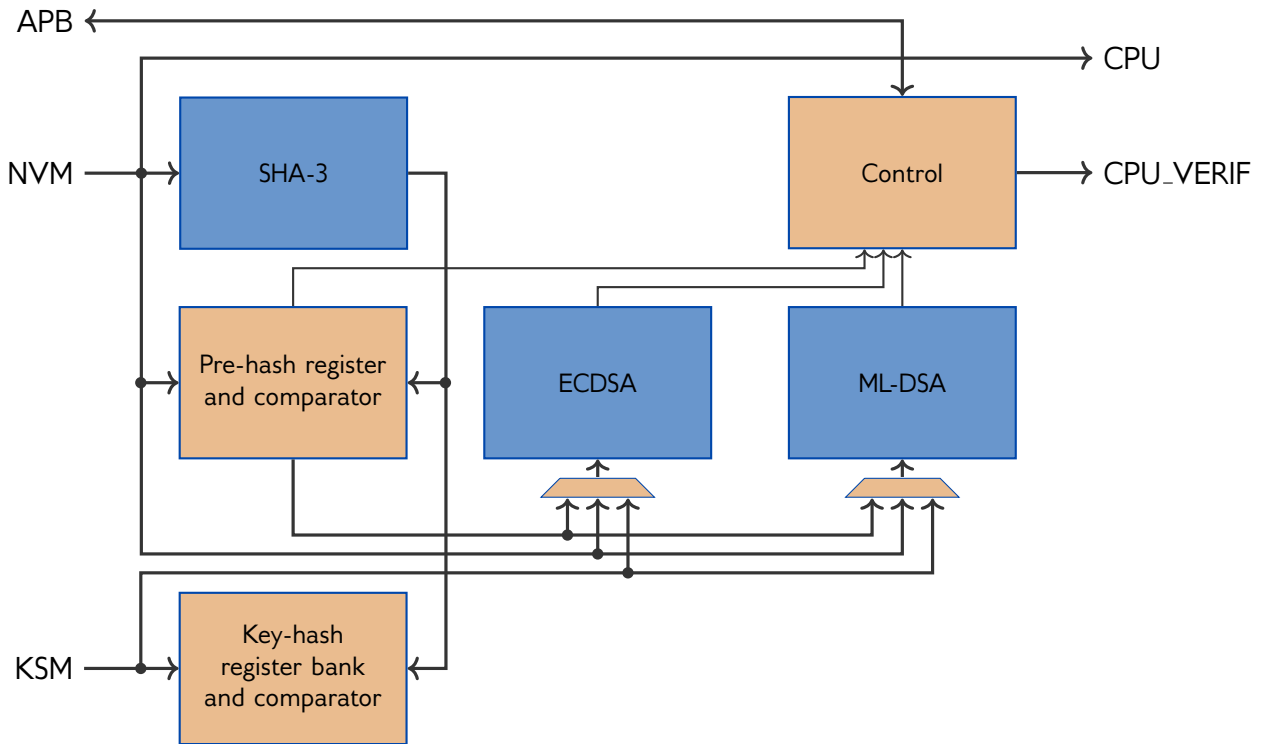 APB
CPU
NVM
SHA-3
Control
CPU_VERIF
Pre-hash register
and comparator
ECDSA
ML-DSA
KSM
Key-hash
register bank
and comparator